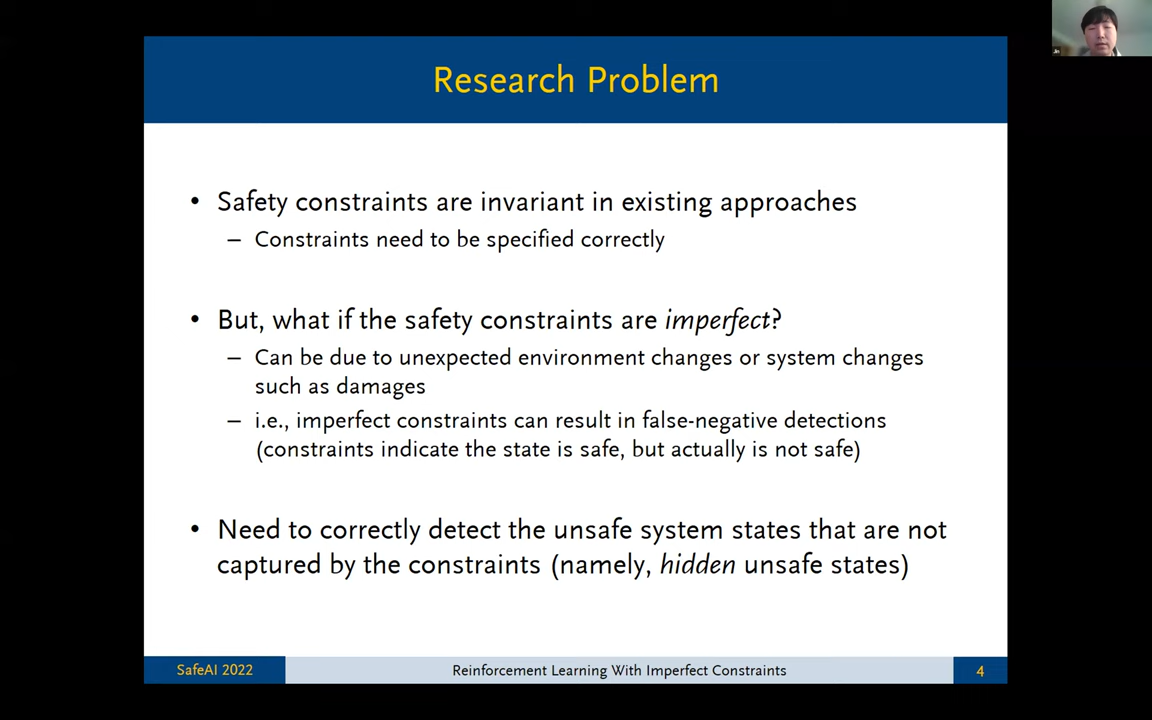 Research Problem
• Safety constraints are invariant in existing approaches
– Constraints need to be specified correctly
• But, what if the safety constraints are imperfect?
– Can be due to unexpected environment changes or system changes
such as damages
– i.e., imperfect constraints can result in false-negative detections
(constraints indicate the state is safe, but actually is not safe)
• Need to correctly detect the unsafe system states that are not
captured by the constraints (namely, hidden unsafe states)
SafeAI 2022
Reinforcement Learning With Imperfect Constraints
4